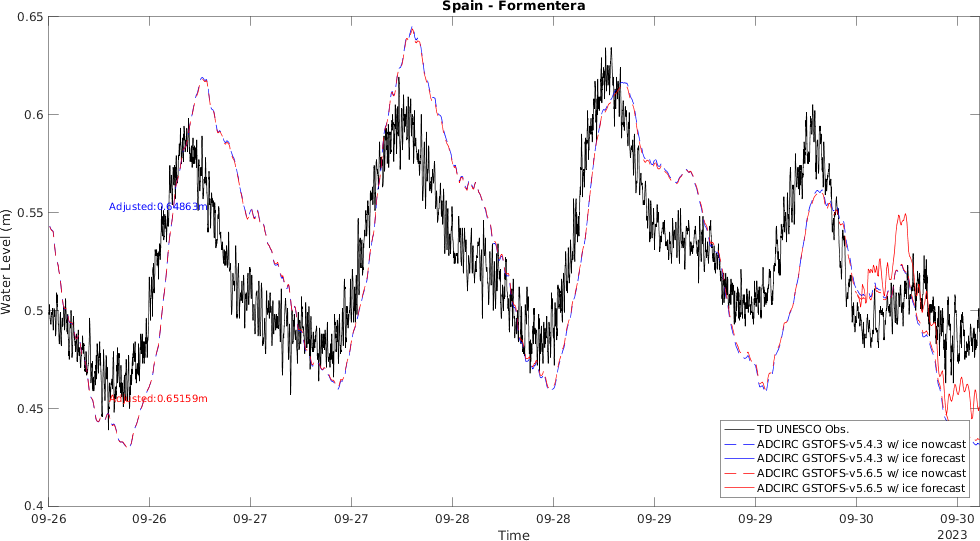 Spain - Formentera
0.65
0.6
0.55
0.5
0.45
0.4
Water Level (m)
Adjusted:0.64863m
Adjusted:0.65159m
TD UNESCO Obs.
ADCIRC GSTOFS-v5.4.3 w/ ice nowcast
ADCIRC GSTOFS-v5.4.3 w/ ice forecast
ADCIRC GSTOFS-v5.6.5 w/ ice nowcast
ADCIRC GSTOFS-v5.6.5 w/ ice forecast
09-26 09-26 09-27 09-27 09-28 09-28 09-29 09-29 09-30 09-30
Time
2023